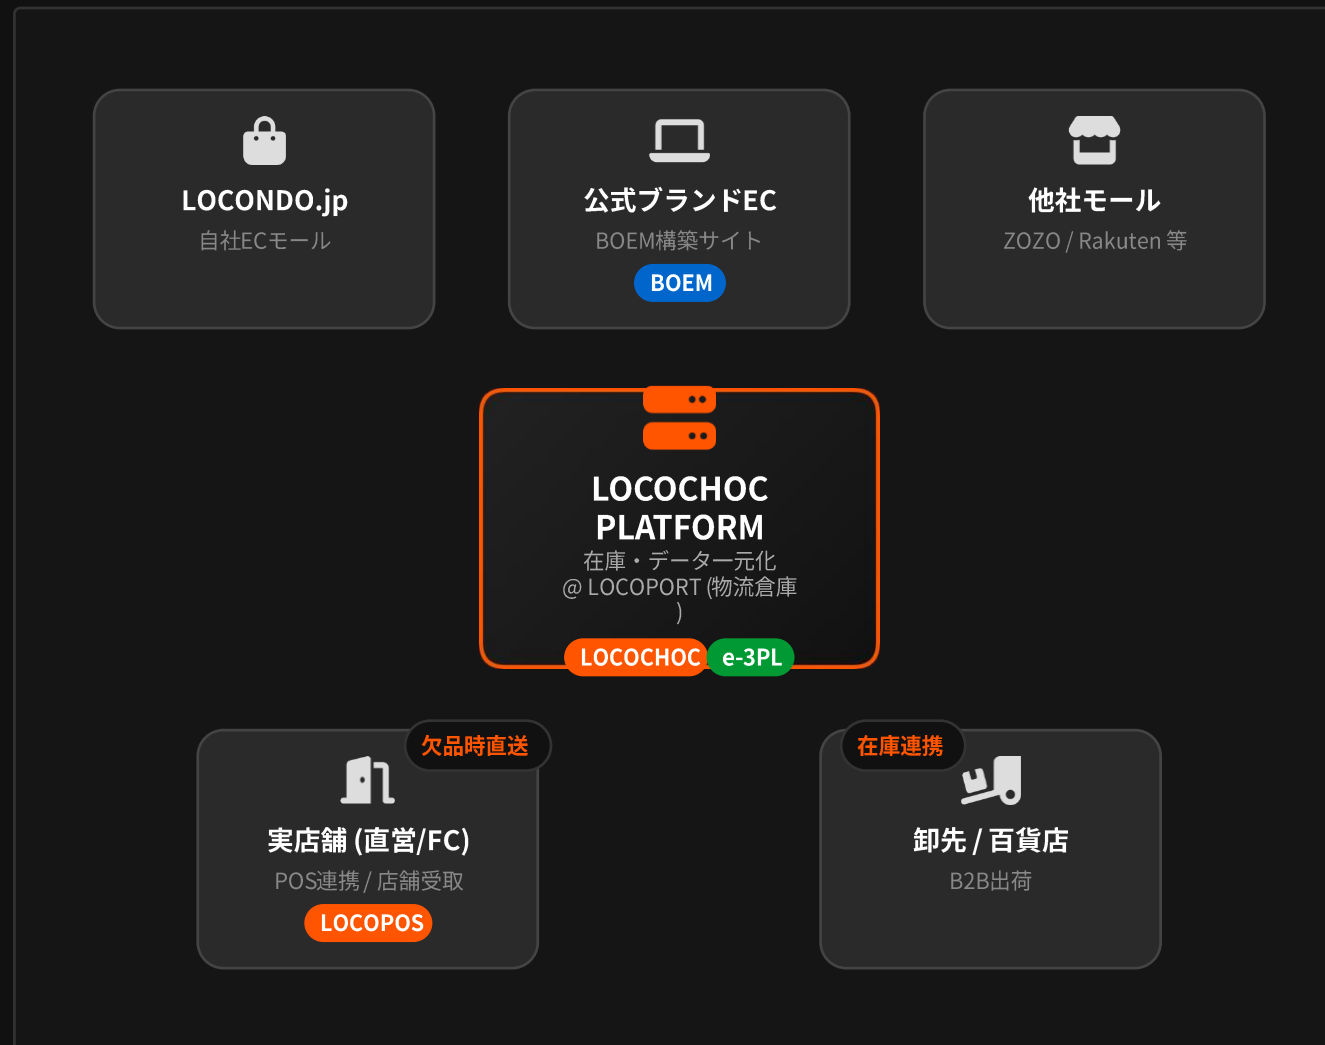 LOCONDO.jp
自社ECモール
公式ブランドEC
BOEM構築サイト
BOEM
他社モール
ZOZO / Rakuten 等
LOCOCHOC
PLATFORM
在庫・データ一元化
@ LOCOPORT (物流倉庫
)
LOCOCHOC
e-3PL
欠品時直送
実店舗 (直営/FC)
POS連携 / 店舗受取
LOCOPOS
在庫連携
卸先 / 百貨店
B2B出荷